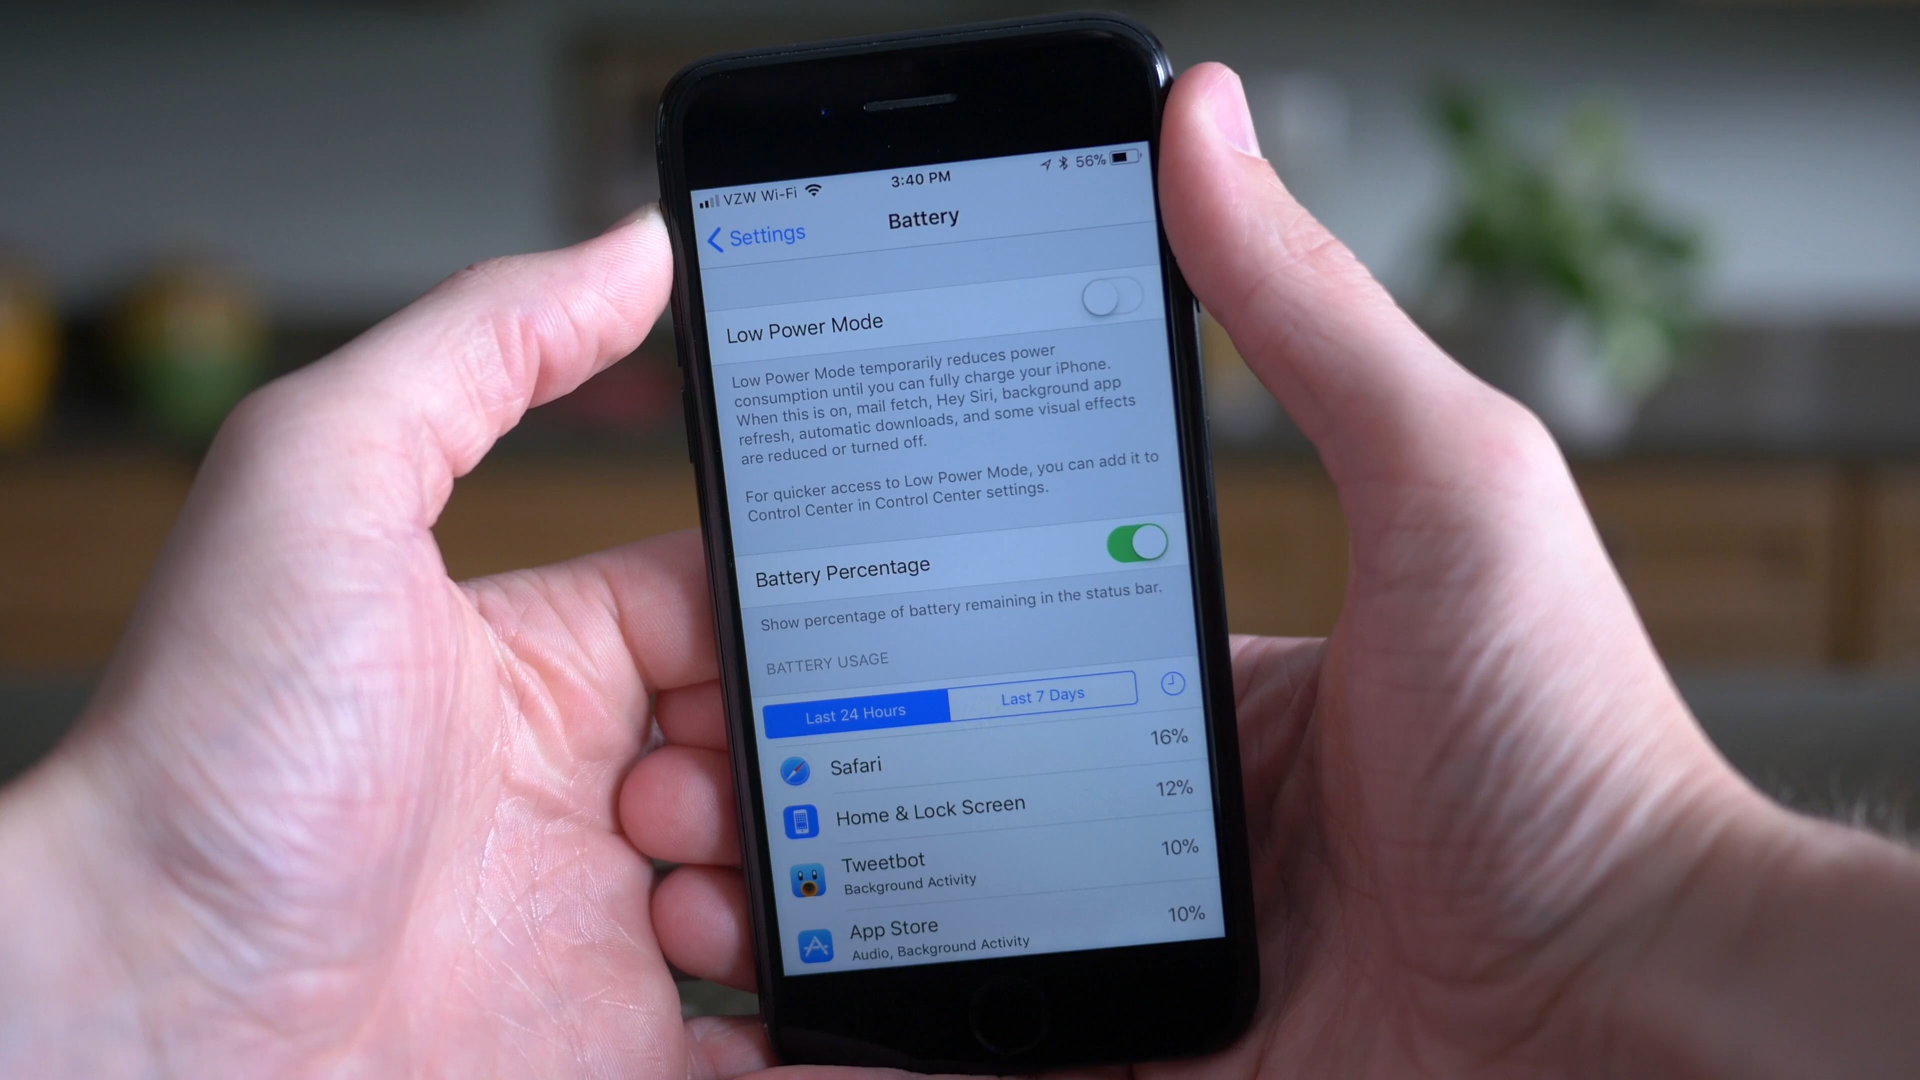 VZW Wi-Fi
3:40 PM
56%
Settings
Battery
Low Power Mode
Low Power Mode temporarily reduces power
consumption until you can fully charge your iPhone.
When this is on, mail fetch, Hey Siri, background app
refresh, automatic downloads, and some visual effects
are reduced or turned off.
For quicker access to Low Power Mode, you can add it to
Control Center in Control Center settings.
Battery Percentage
Show percentage of battery remaining in the status bar.
BATTERY USAGE
Last 24 Hours
Last 7 Days
Safari
16%
Home & Lock Screen
12%
Tweetbot
Background Activity
10%
App Store
Audio, Background Activity
10%